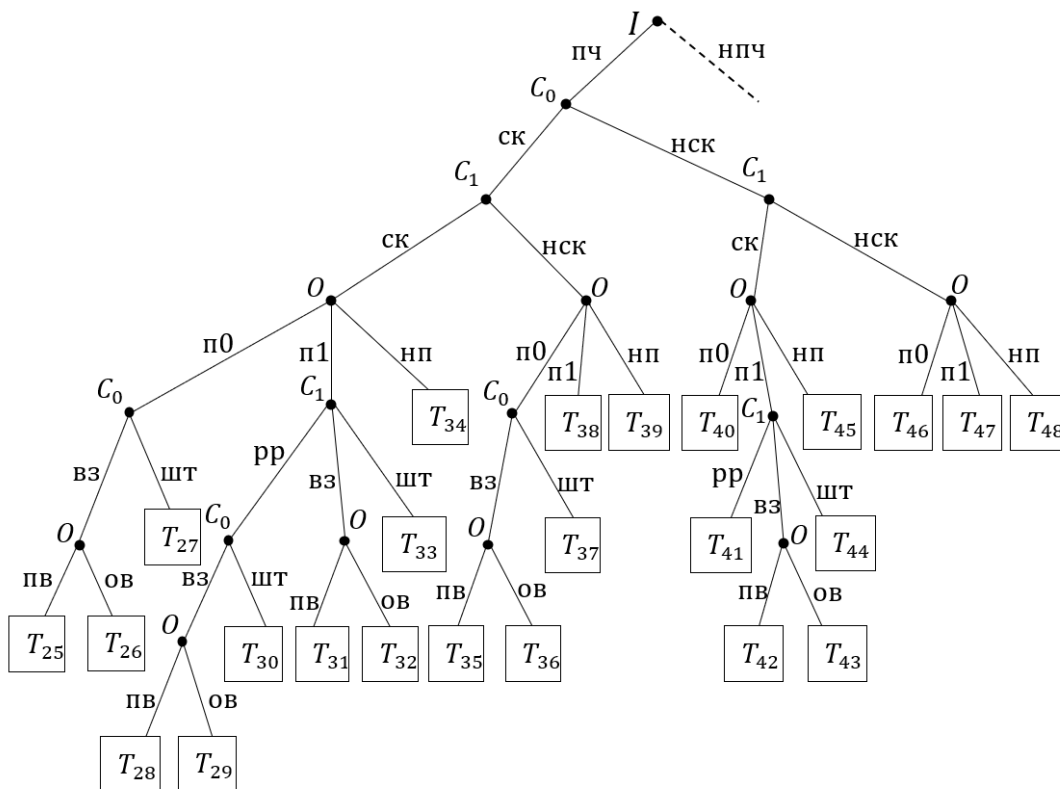 I
пч нпч
C₀
ск нск
C₁ C₁
ск нск ск нск
O O O O
п0 п1 нп п0 п1 нп п0 п1 нп п0 п1 нп
C₀ C₁ T₃₄ C₀ T₃₈ T₃₉ T₄₀ C₁ T₄₅ T₄₆ T₄₇ T₄₈
вз шт рр вз шт вз шт рр вз шт
O T₂₇ C₀ O T₃₃ O T₃₇ T₄₁ O T₄₄
пв ов вз шт пв ов пв ов пв ов
T₂₅ T₂₆ O T₃₀ T₃₁ T₃₂ T₃₅ T₃₆ T₄₂ T₄₃
пв ов
T₂₈ T₂₉